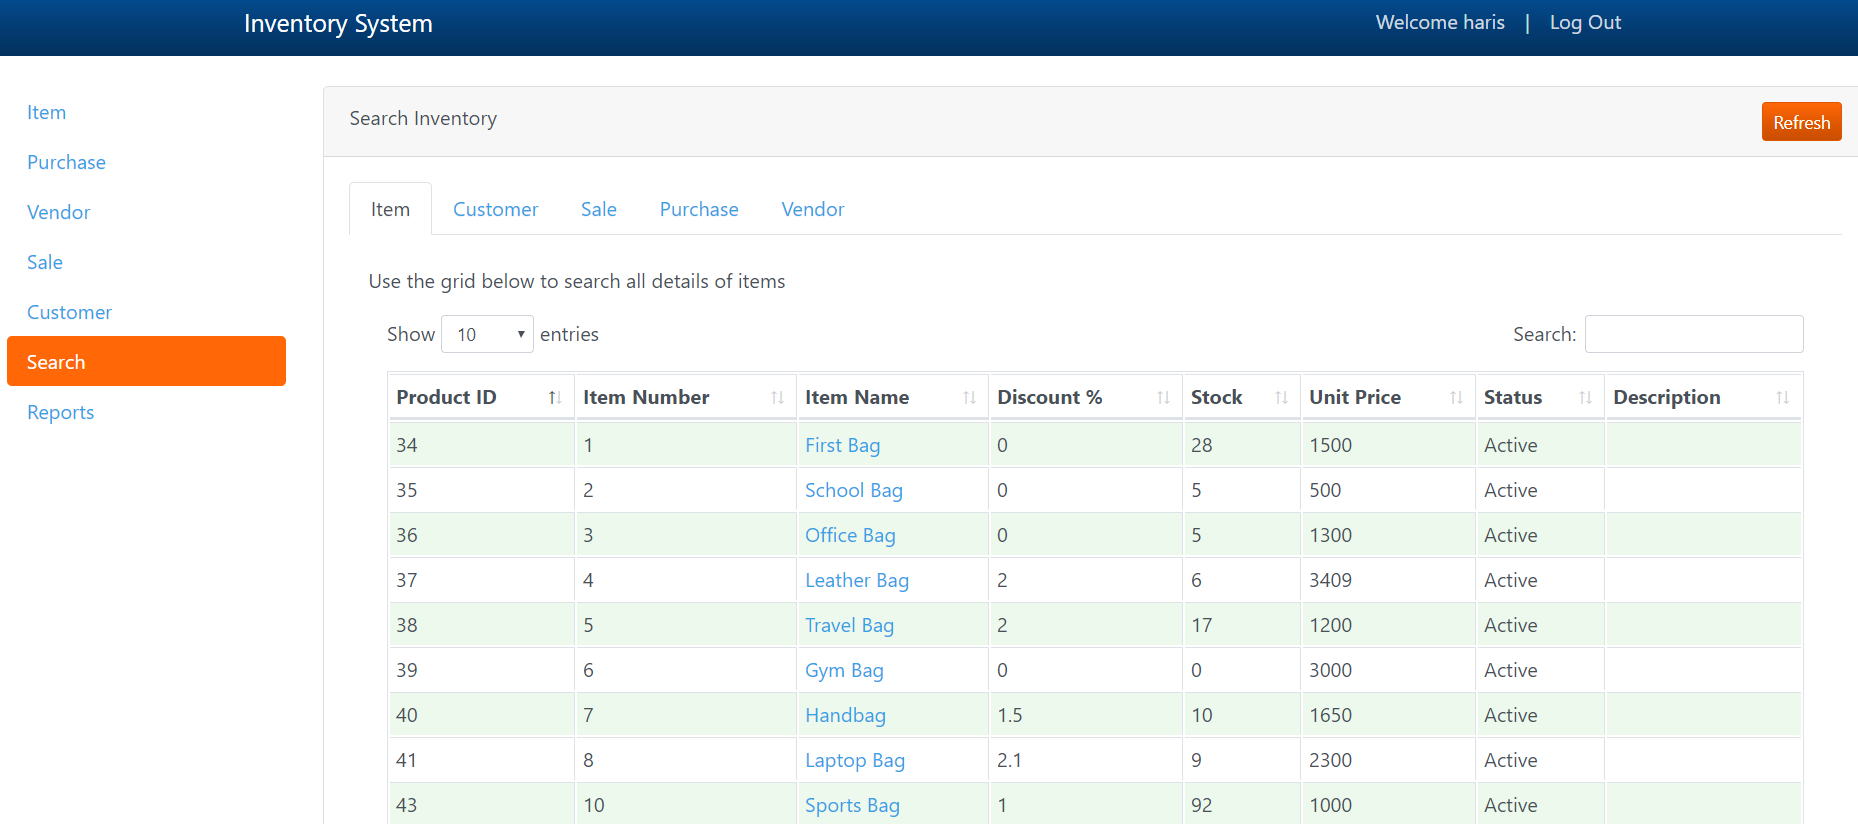 Inventory System Welcome haris | Log Out
Item
Purchase
Vendor
Sale
Customer
Search
Reports
Search Inventory Refresh
Item Customer Sale Purchase Vendor
Use the grid below to search all details of items
Show 10 entries Search:
Product ID Item Number Item Name Discount % Stock Unit Price Status Description
34 1 First Bag 0 28 1500 Active
35 2 School Bag 0 5 500 Active
36 3 Office Bag 0 5 1300 Active
37 4 Leather Bag 2 6 3409 Active
38 5 Travel Bag 2 17 1200 Active
39 6 Gym Bag 0 0 3000 Active
40 7 Handbag 1.5 10 1650 Active
41 8 Laptop Bag 2.1 9 2300 Active
43 10 Sports Bag 1 92 1000 Active